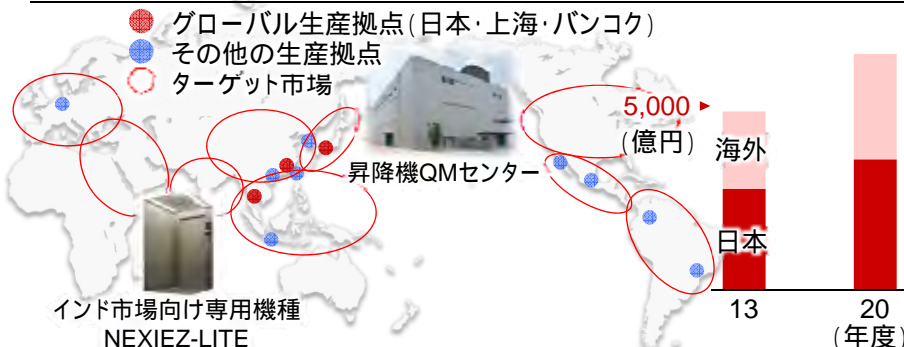 グローバル生産拠点(日本・上海・バンコク)
その他の生産拠点
ターゲット市場
昇降機QMセンター
インド市場向け専用機種
NEXIEZ-LITE
5,000
(億円)
海外
日本
13
20
(年度)